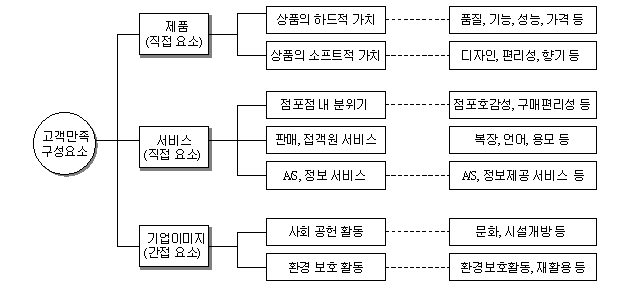 고객만족
구성요소
제품
(직접 요소)
상품의 하드적 가치
품질, 기능, 성능, 가격 등
상품의 소프트적 가치
디자인, 편리성, 향기 등
서비스
(직접 요소)
점포점 내 분위기
점포호감성, 구매편리성 등
판매, 접객원 서비스
복장, 언어, 용모 등
A/S, 정보 서비스
A/S, 정보제공 서비스 등
기업이미지
(간접 요소)
사회 공헌 활동
문화, 시설개방 등
환경 보호 활동
환경보호활동, 재활용 등